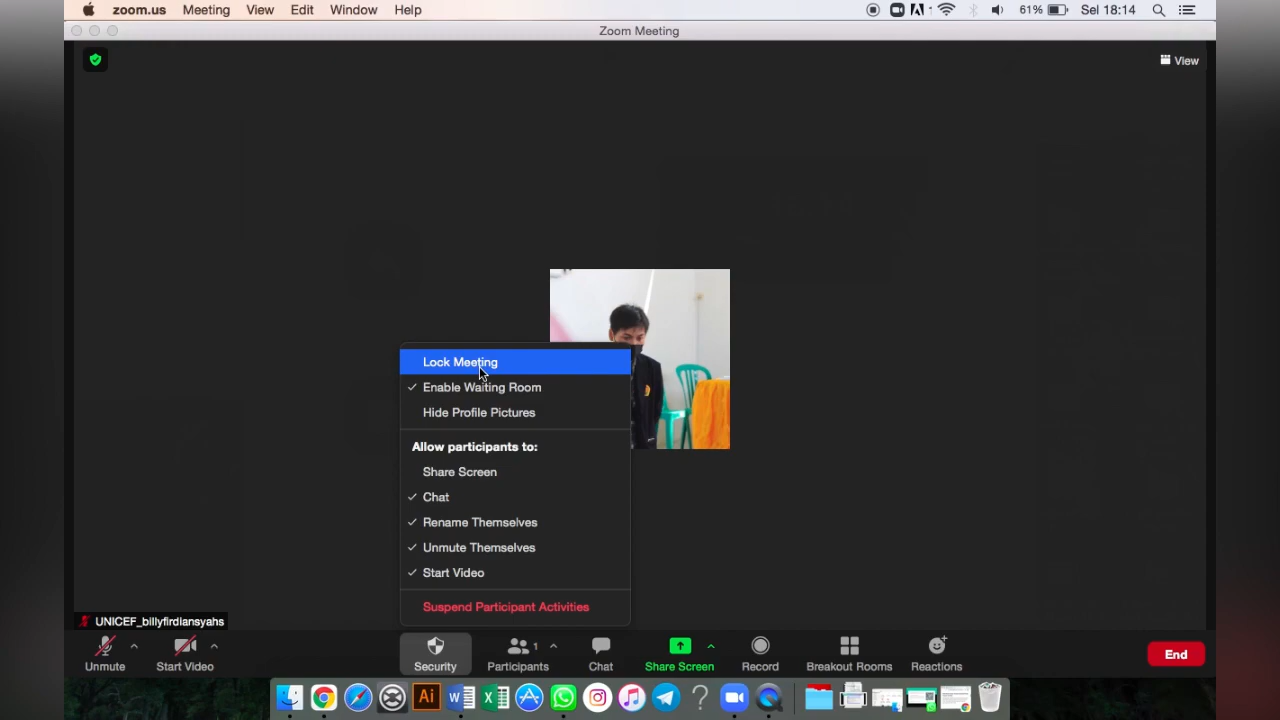 zoom.us Meeting View Edit Window Help 61% Sel 18:14
Zoom Meeting
View
Lock Meeting
Enable Waiting Room
Hide Profile Pictures
Allow participants to:
Share Screen
Chat
Rename Themselves
Unmute Themselves
Start Video
Suspend Participant Activities
UNICEF_billyfirdiansyahs
1
Unmute Start Video Security Participants Chat Share Screen Record Breakout Rooms Reactions End
Ai W X